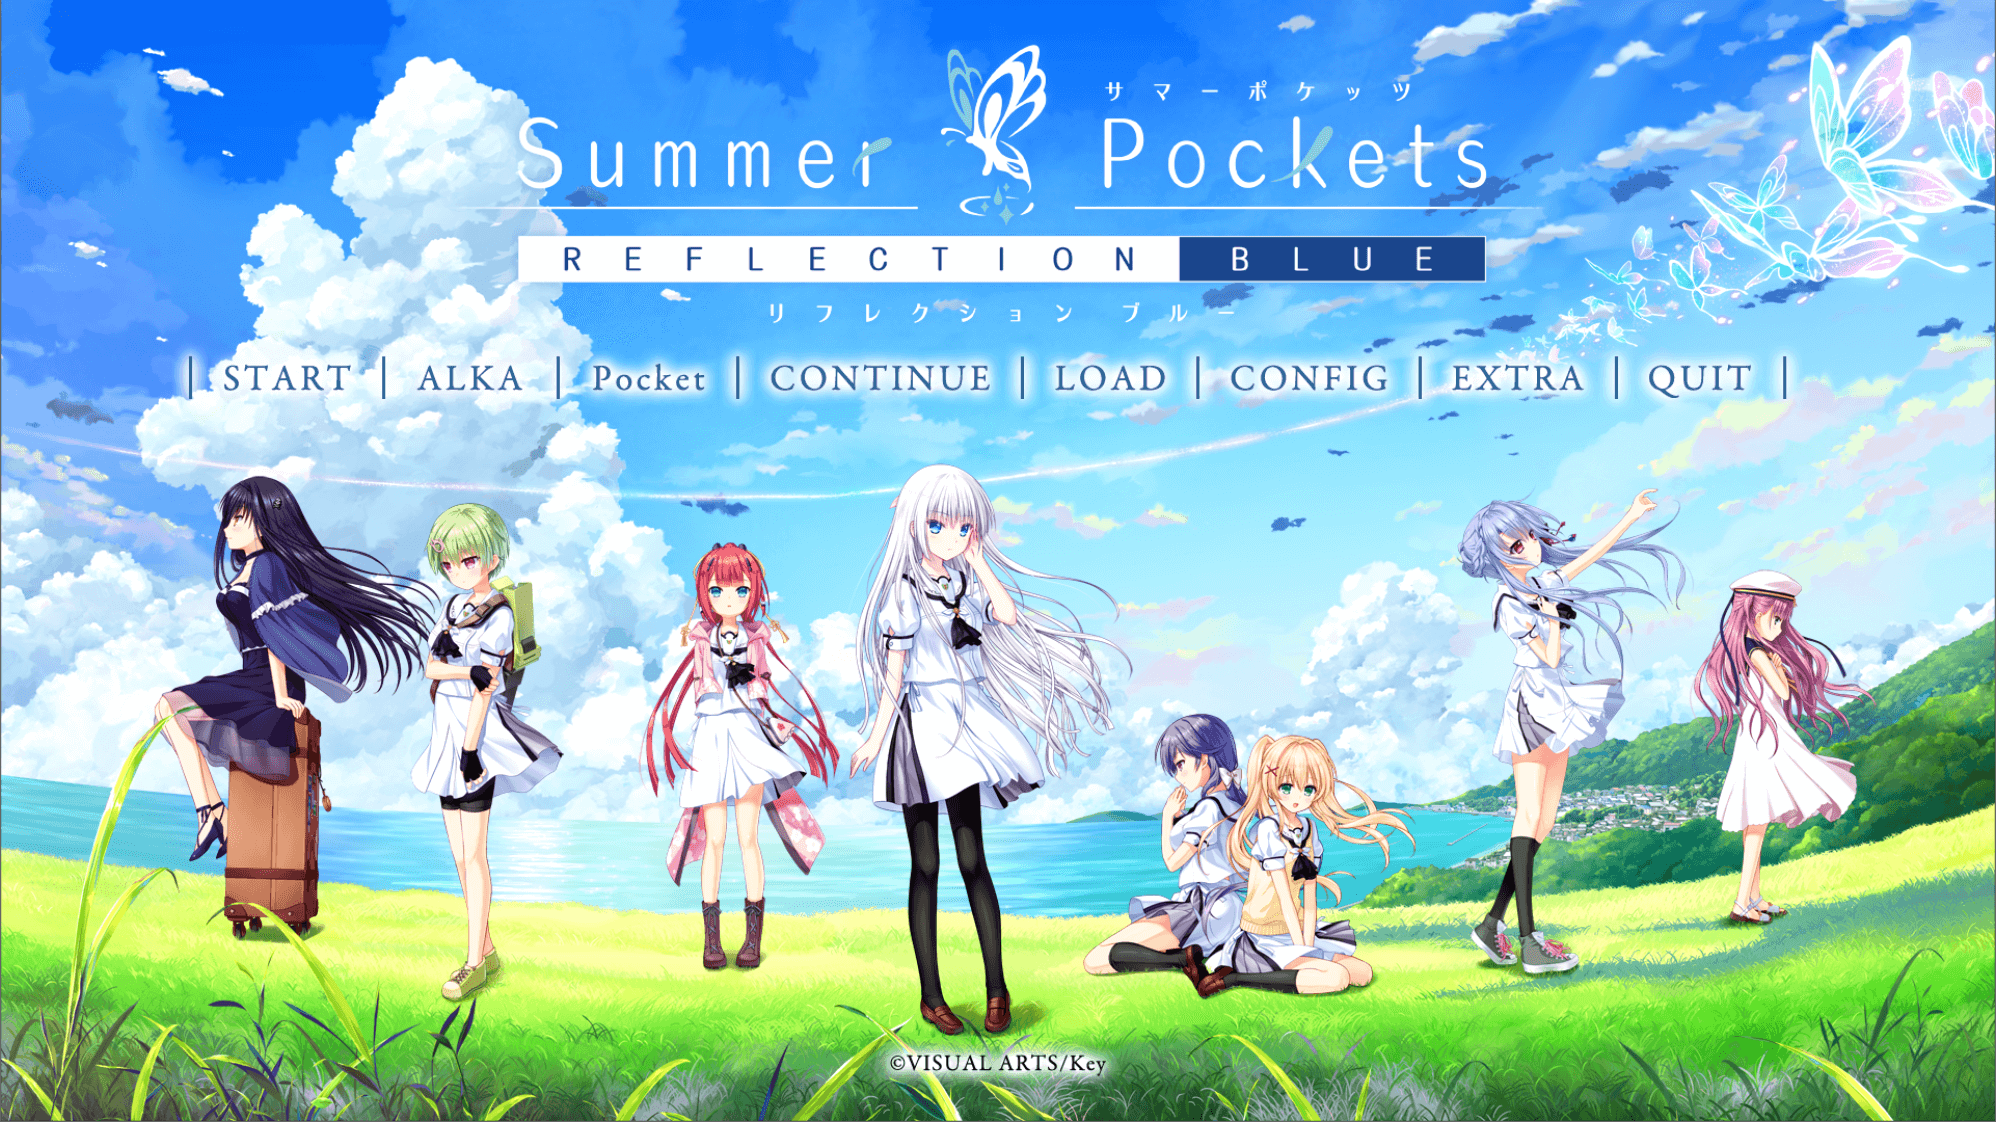 サマーポケッツ
Summer Pockets
REFLECTION BLUE
リフレクション ブルー
START | ALKA | Pocket | CONTINUE | LOAD | CONFIG | EXTRA | QUIT
©VISUAL ARTS/Key